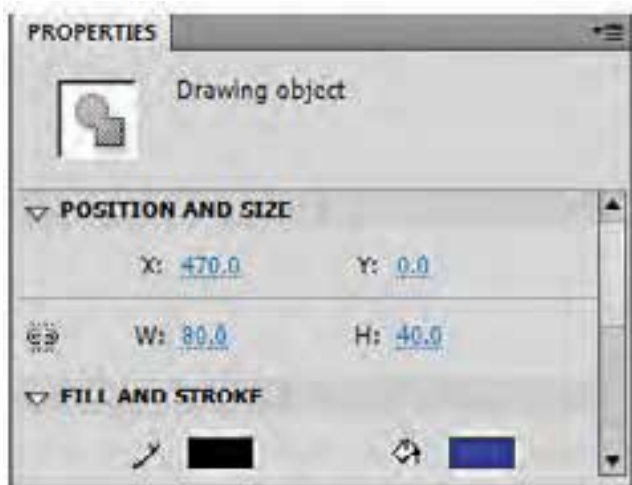 PROPERTIES
Drawing object
POSITION AND SIZE
X: 470.0 Y: 0.0
W: 80.0 H: 40.0
FILL AND STROKE